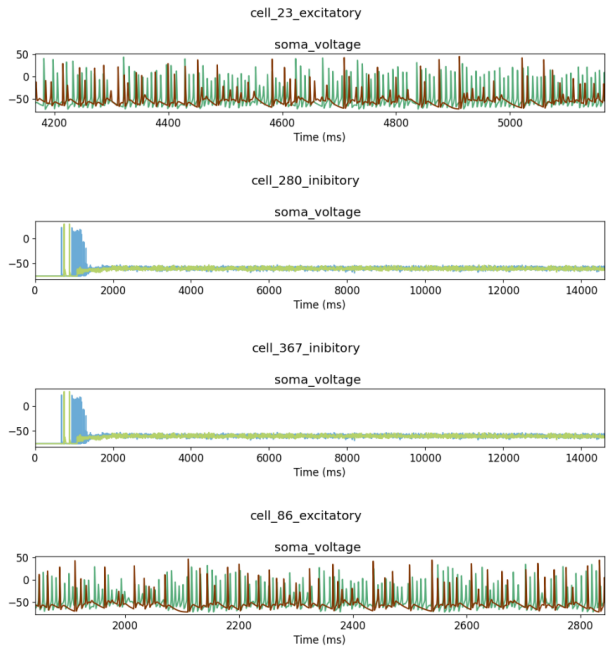 cell_23_excitatory
soma_voltage
50
0
−50
4200 4400 4600 4800 5000
Time (ms)
cell_280_inibitory
soma_voltage
0
−50
0 2000 4000 6000 8000 10000 12000 14000
Time (ms)
cell_367_inibitory
soma_voltage
0
−50
0 2000 4000 6000 8000 10000 12000 14000
Time (ms)
cell_86_excitatory
soma_voltage
50
0
−50
2000 2200 2400 2600 2800
Time (ms)